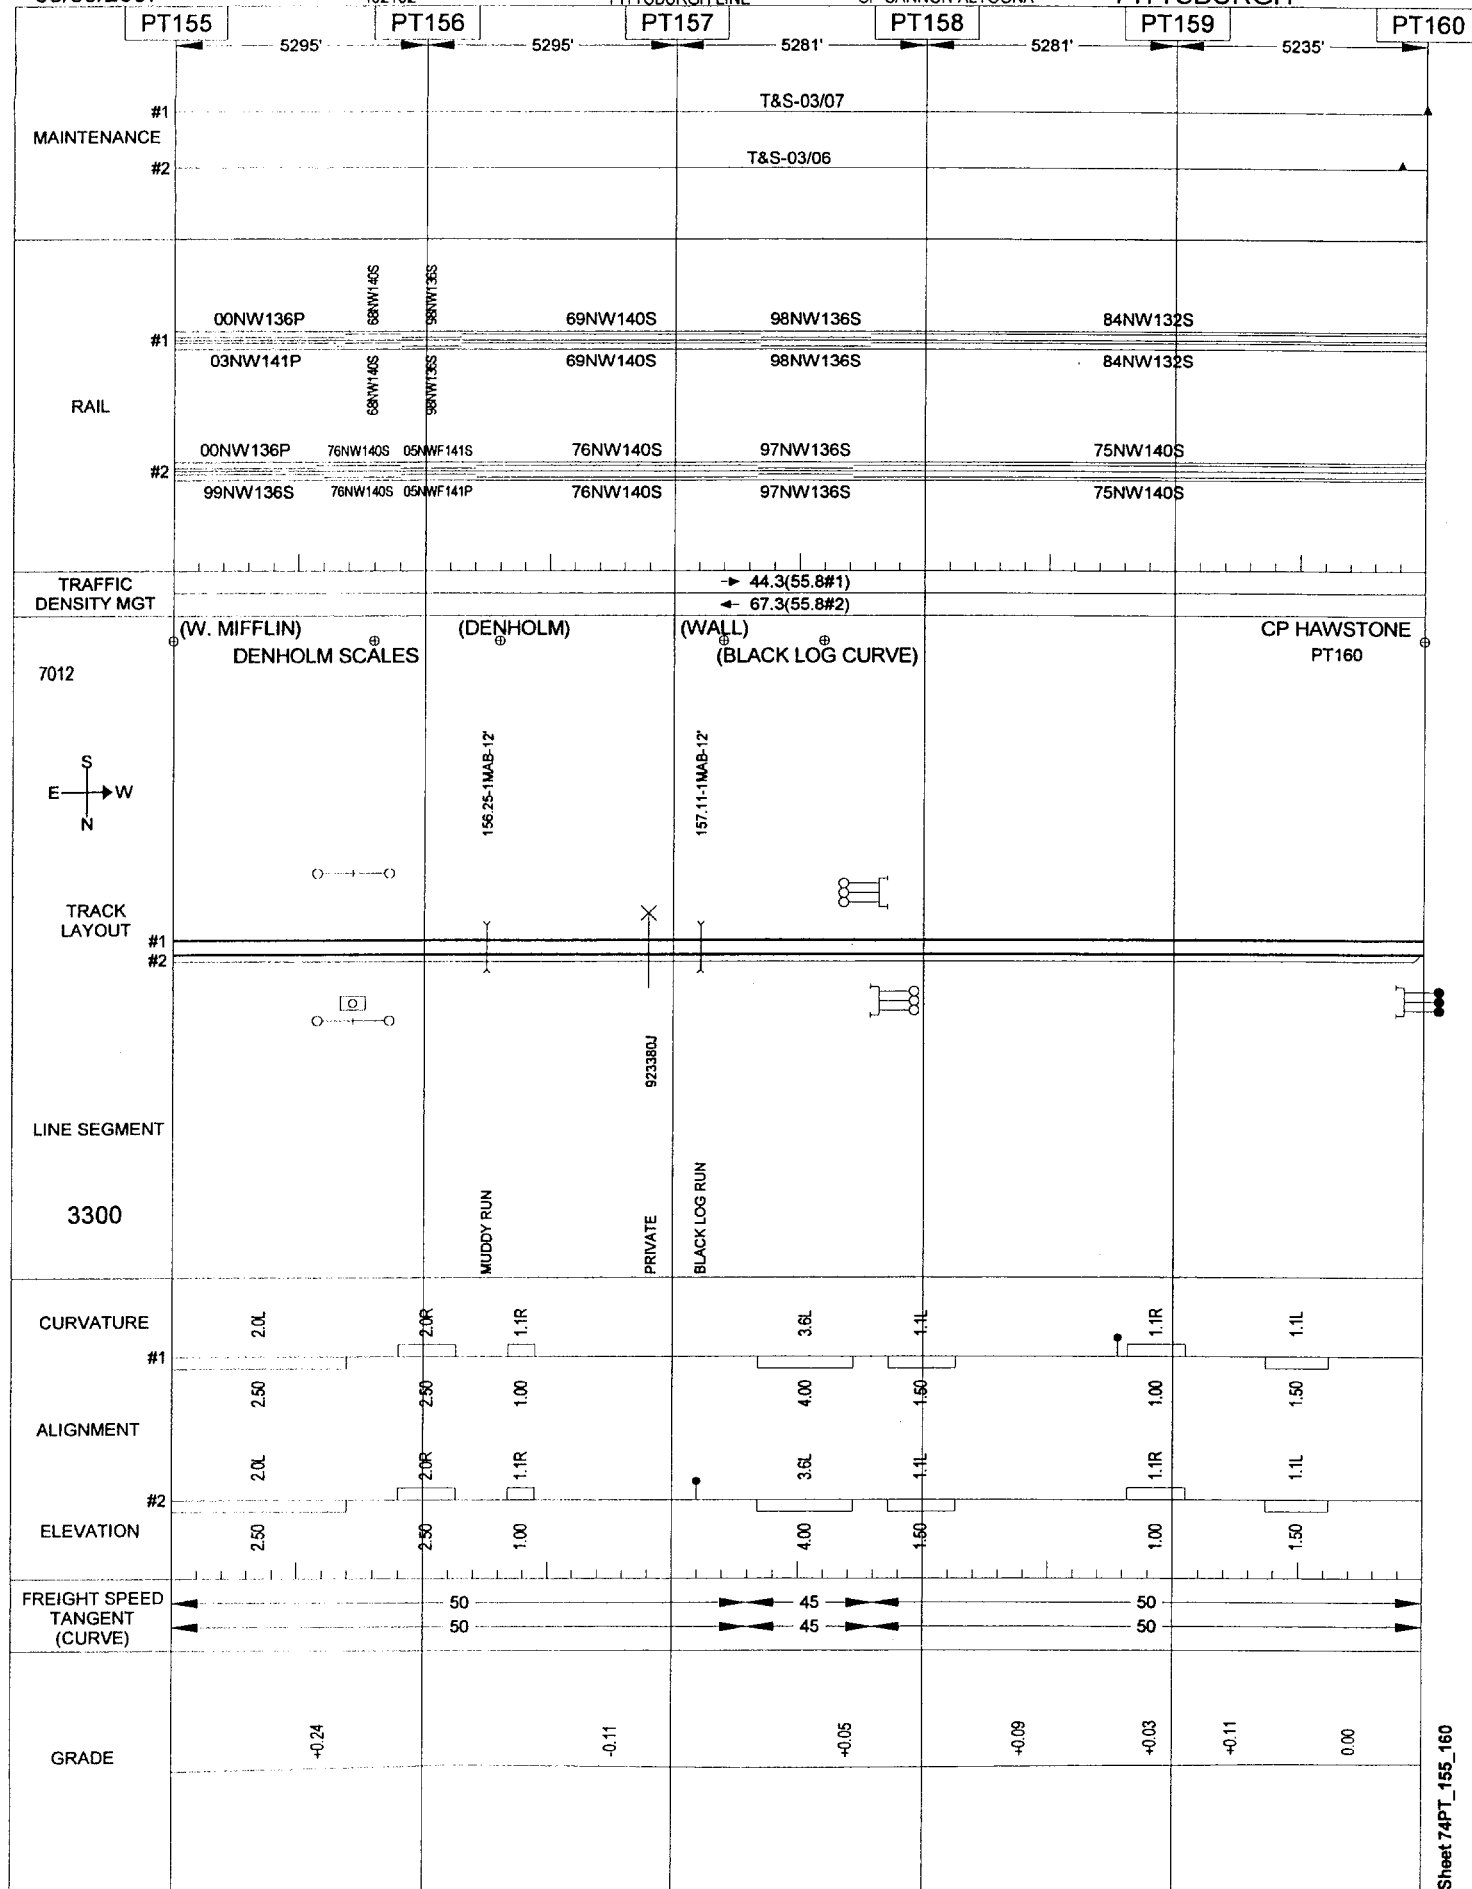 PT155 PT156 PT157 PT158 PT159 PT160
5295' 5295' 5281' 5281' 5235'
#1 T&S-03/07
MAINTENANCE
#2 T&S-03/06
68NW140S 98NW136S
00NW136P 69NW140S 98NW136S 84NW132S
#1
03NW141P 69NW140S 98NW136S 84NW132S
68NW140S 98NW136S
RAIL
00NW136P 76NW140S 05NWF141S 76NW140S 97NW136S 75NW140S
#2
99NW136S 76NW140S 05NWF141P 76NW140S 97NW136S 75NW140S
TRAFFIC
DENSITY MGT
44.3(55.8#1)
67.3(55.8#2)
(W. MIFFLIN) (DENHOLM) (WALL) CP HAWSTONE
DENHOLM SCALES (BLACK LOG CURVE) PT160
7012
S
E W
N
156.25-1MAB-12'
157.11-1MAB-12'
TRACK
LAYOUT
#1
#2
923380J
LINE SEGMENT
3300
MUDDY RUN
PRIVATE
BLACK LOG RUN
CURVATURE
2.0L 2.0R 1.1R 3.6L 1.1L 1.1R 1.1L
#1
2.50 2.50 1.00 4.00 1.50 1.00 1.50
ALIGNMENT
2.0L 2.0R 1.1R 3.6L 1.1L 1.1R 1.1L
#2
ELEVATION
2.50 2.50 1.00 4.00 1.50 1.00 1.50
FREIGHT SPEED
TANGENT
(CURVE)
50 45 50
50 45 50
GRADE
+0.24 -0.11 +0.05 +0.09 +0.03 +0.11 0.00
Sheet 74PT_155_160